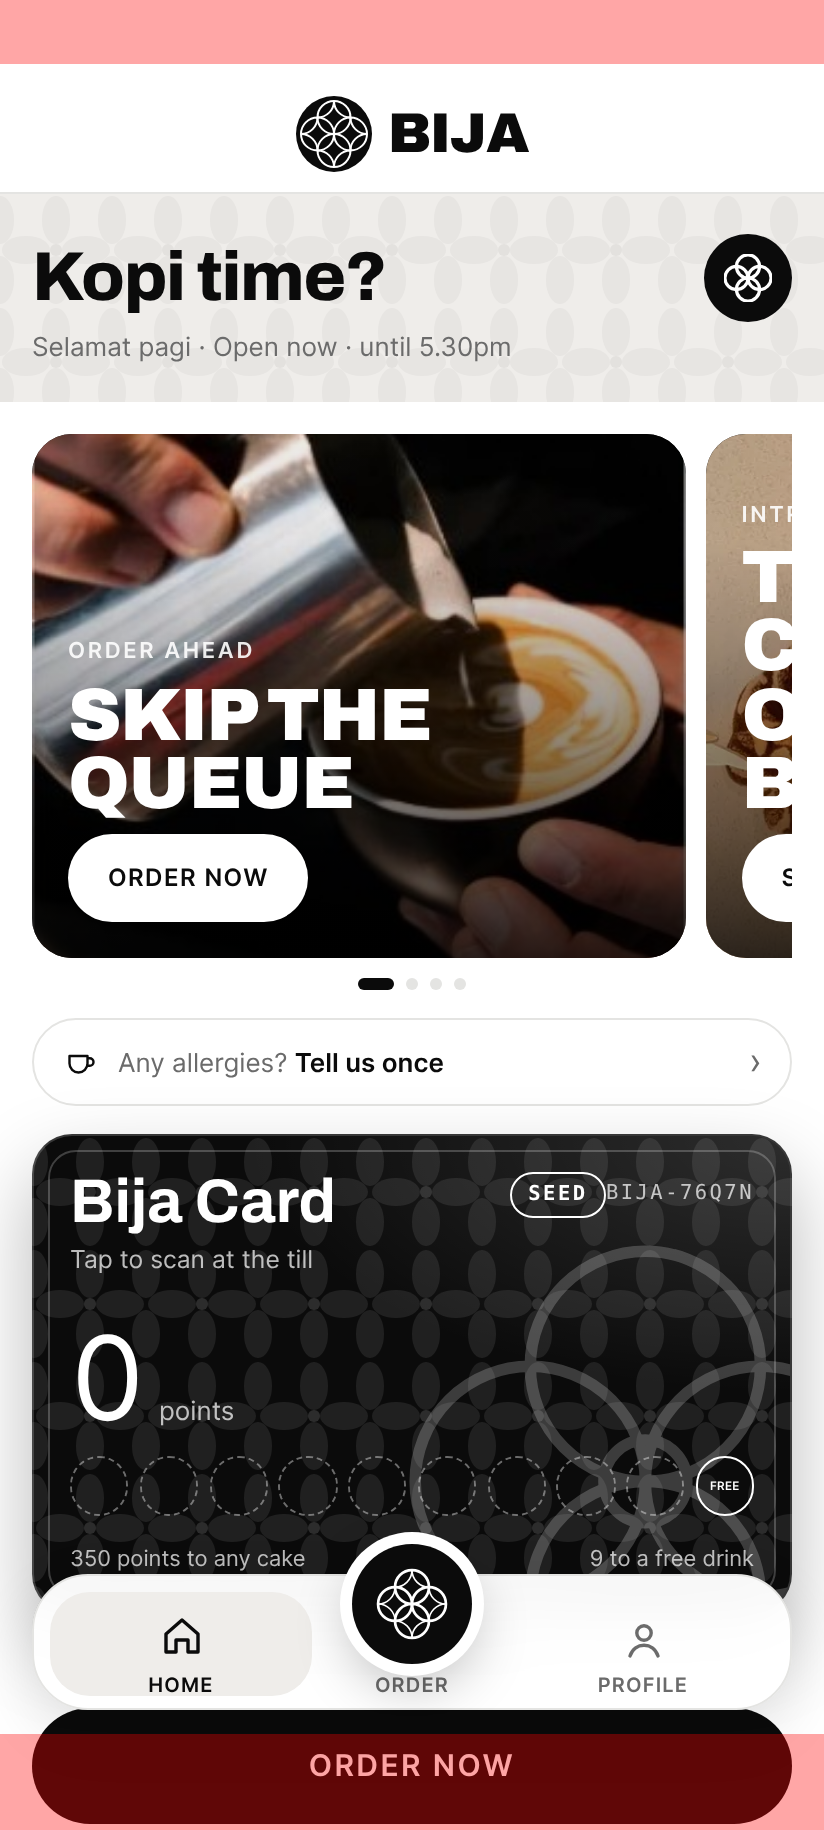 BIJA
Kopi time?
Selamat pagi · Open now · until 5.30pm
ORDER AHEAD
SKIP THE
QUEUE
ORDER NOW
Any allergies? Tell us once
Bija Card
SEED BIJA-76Q7N
Tap to scan at the till
0 points
FREE
350 points to any cake
9 to a free drink
HOME
ORDER
PROFILE
ORDER NOW